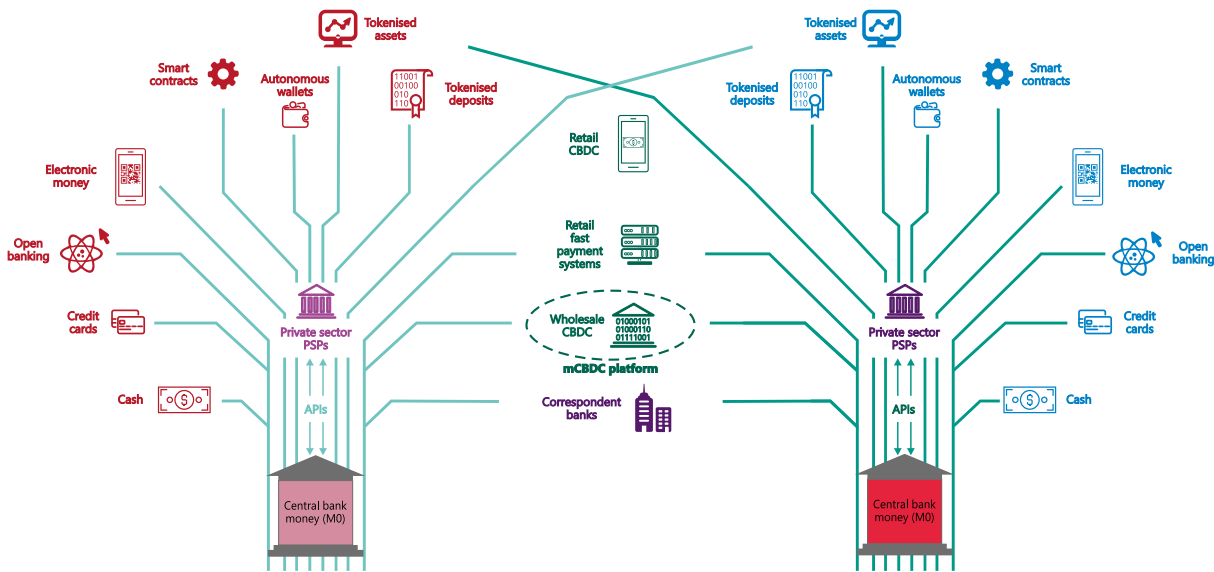 Tokenised
assets
Smart
contracts
Autonomous
wallets
11001
00100
010
110
Tokenised
deposits
Electronic
money
Open
banking
Credit
cards
Cash
$
Private sector
PSPs
APIs
Central bank
money (M0)
Retail
CBDC
$
Retail
fast
payment
systems
Wholesale
CBDC
01000101
01000110
01111001
mCBDC platform
Correspondent
banks
Tokenised
assets
Tokenised
deposits
11001
00100
010
110
Autonomous
wallets
Smart
contracts
Electronic
money
Open
banking
Credit
cards
$
Cash
Private sector
PSPs
APIs
Central bank
money (M0)